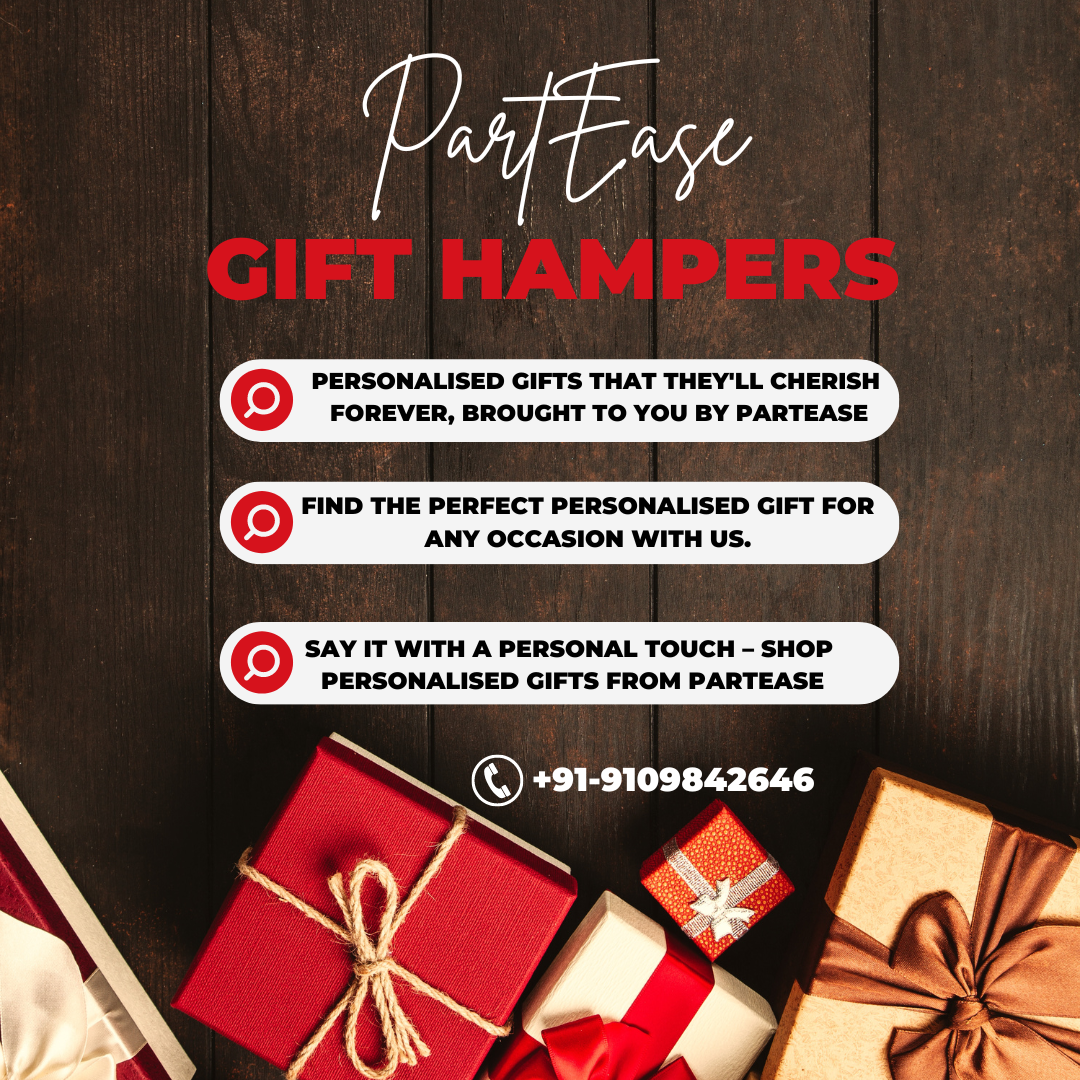 PartEase
GIFT HAMPERS
PERSONALISED GIFTS THAT THEY'LL CHERISH
FOREVER, BROUGHT TO YOU BY PARTEASE
FIND THE PERFECT PERSONALISED GIFT FOR
ANY OCCASION WITH US.
SAY IT WITH A PERSONAL TOUCH – SHOP
PERSONALISED GIFTS FROM PARTEASE
+91-9109842646